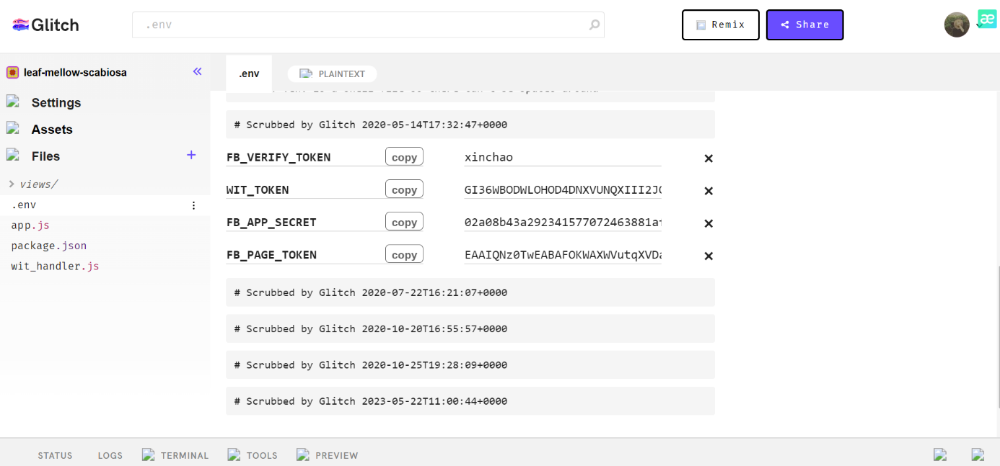 Glitch
.env
Remix
Share
æ
leaf-mellow-scabiosa
.env
PLAINTEXT
Settings
Assets
Files
views/
.env
app.js
package.json
wit_handler.js
# Scrubbed by Glitch 2020-05-14T17:32:47+0000
FB_VERIFY_TOKEN copy xinchao
WIT_TOKEN copy GI36WBODWLOHOD4DNXVUNQXIII2J
FB_APP_SECRET copy 02a08b43a292341577072463881a
FB_PAGE_TOKEN copy EAAIQNz0TwEABAFOKWAXWVutqXVD
# Scrubbed by Glitch 2020-07-22T16:21:07+0000
# Scrubbed by Glitch 2020-10-20T16:55:57+0000
# Scrubbed by Glitch 2020-10-25T19:28:09+0000
# Scrubbed by Glitch 2023-05-22T11:00:44+0000
STATUS LOGS TERMINAL TOOLS PREVIEW